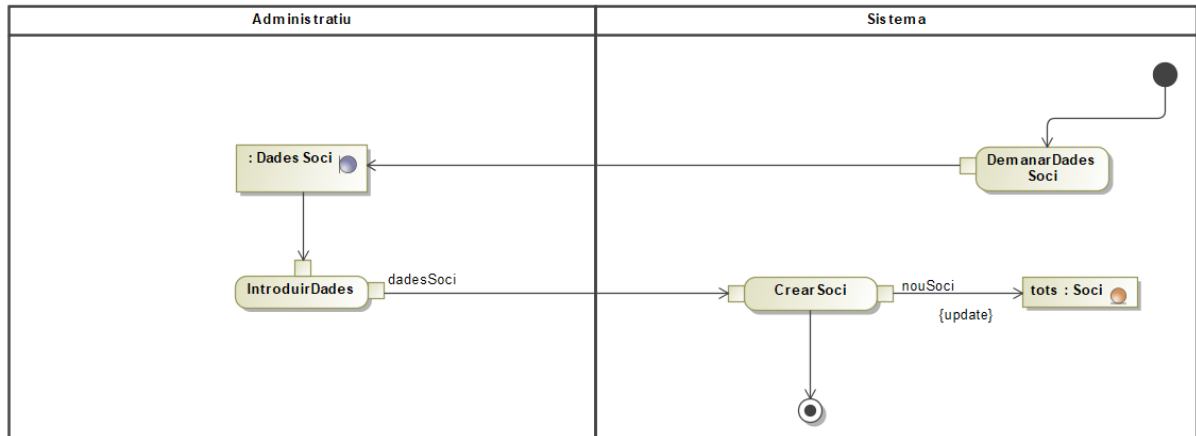 Administratiu
Sistema
: Dades Soci
DemanarDades
Soci
IntroduirDades
dadesSoci
CrearSoci
nouSoci
{update}
tots : Soci